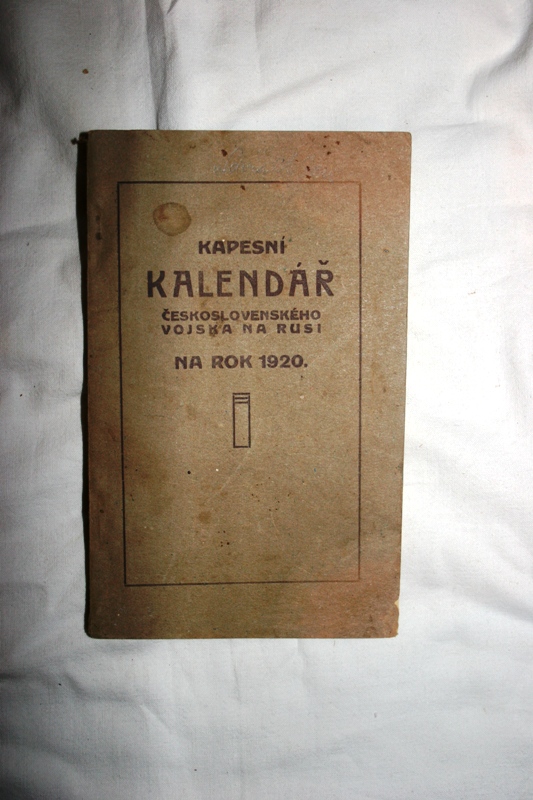 KAPESNÍ
KALENDÁŘ
ČESKOSLOVENSKÉHO
VOJSKA NA RUSI
NA ROK 1920.